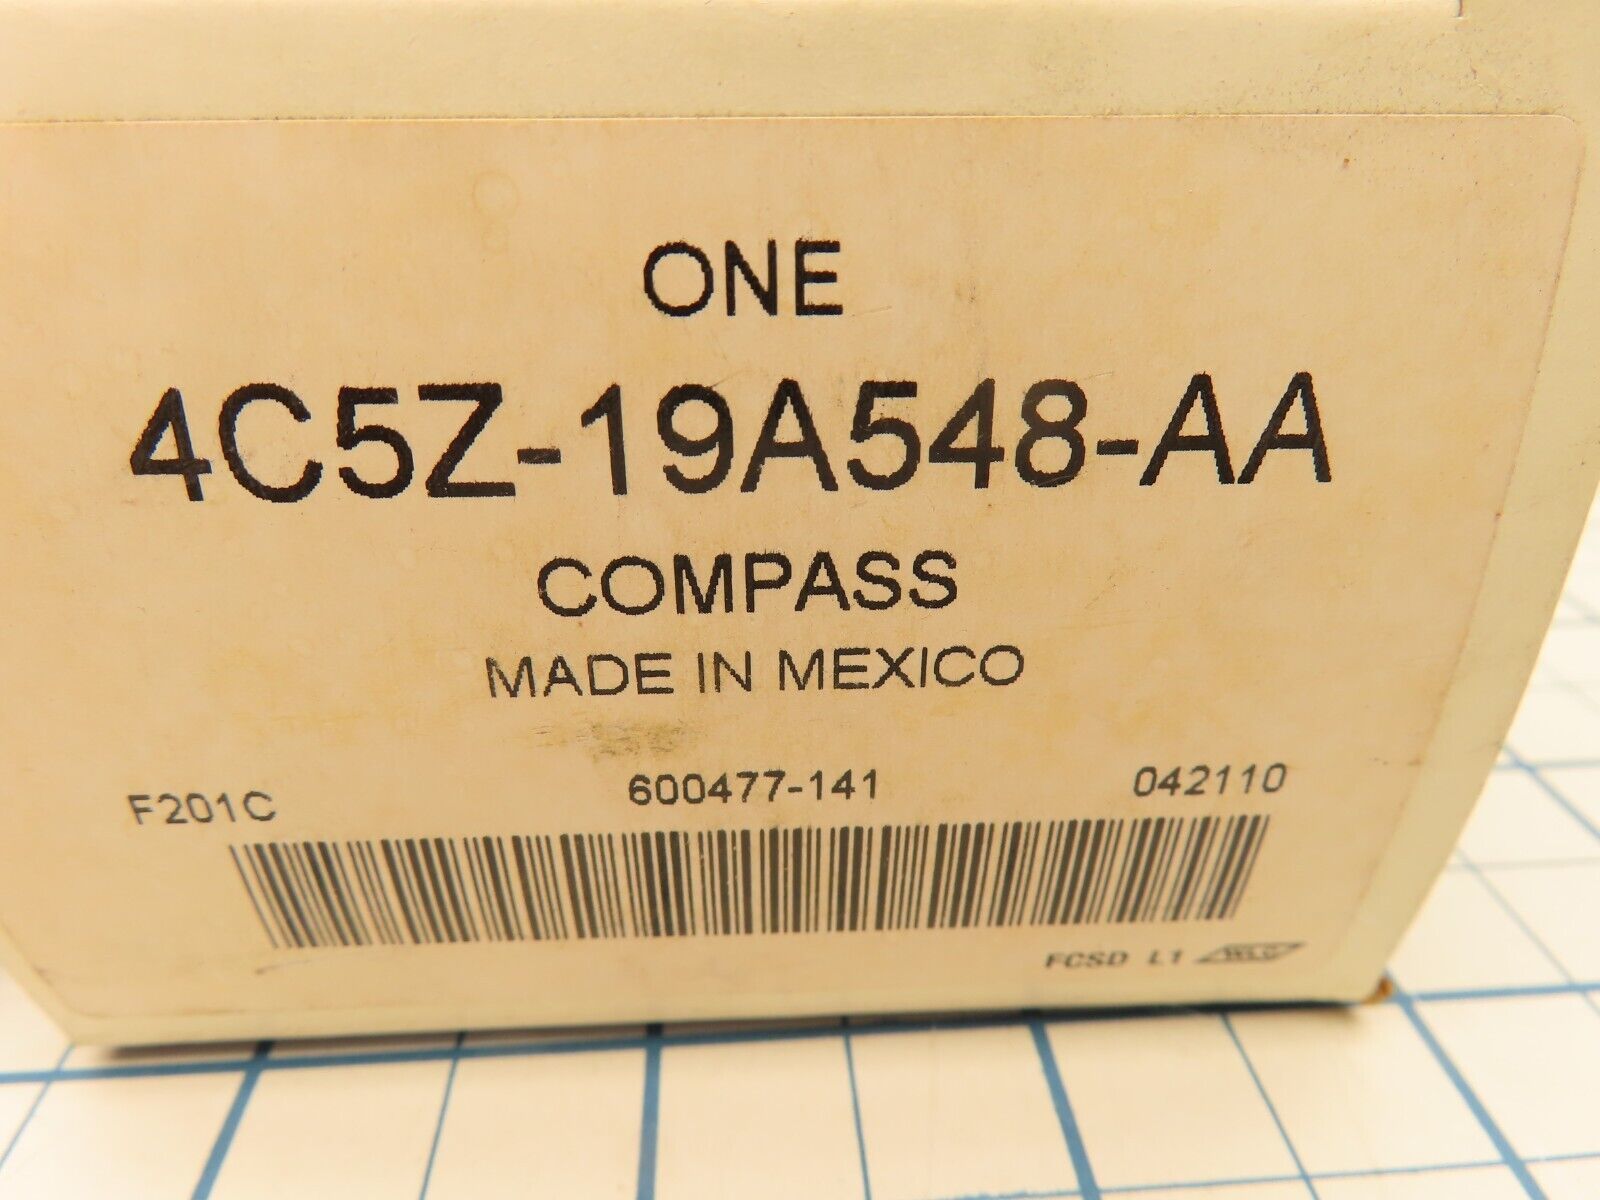 ONE
4C5Z-19A548-AA
COMPASS
MADE IN MEXICO
F201C 600477-141 042110
FCSD L1